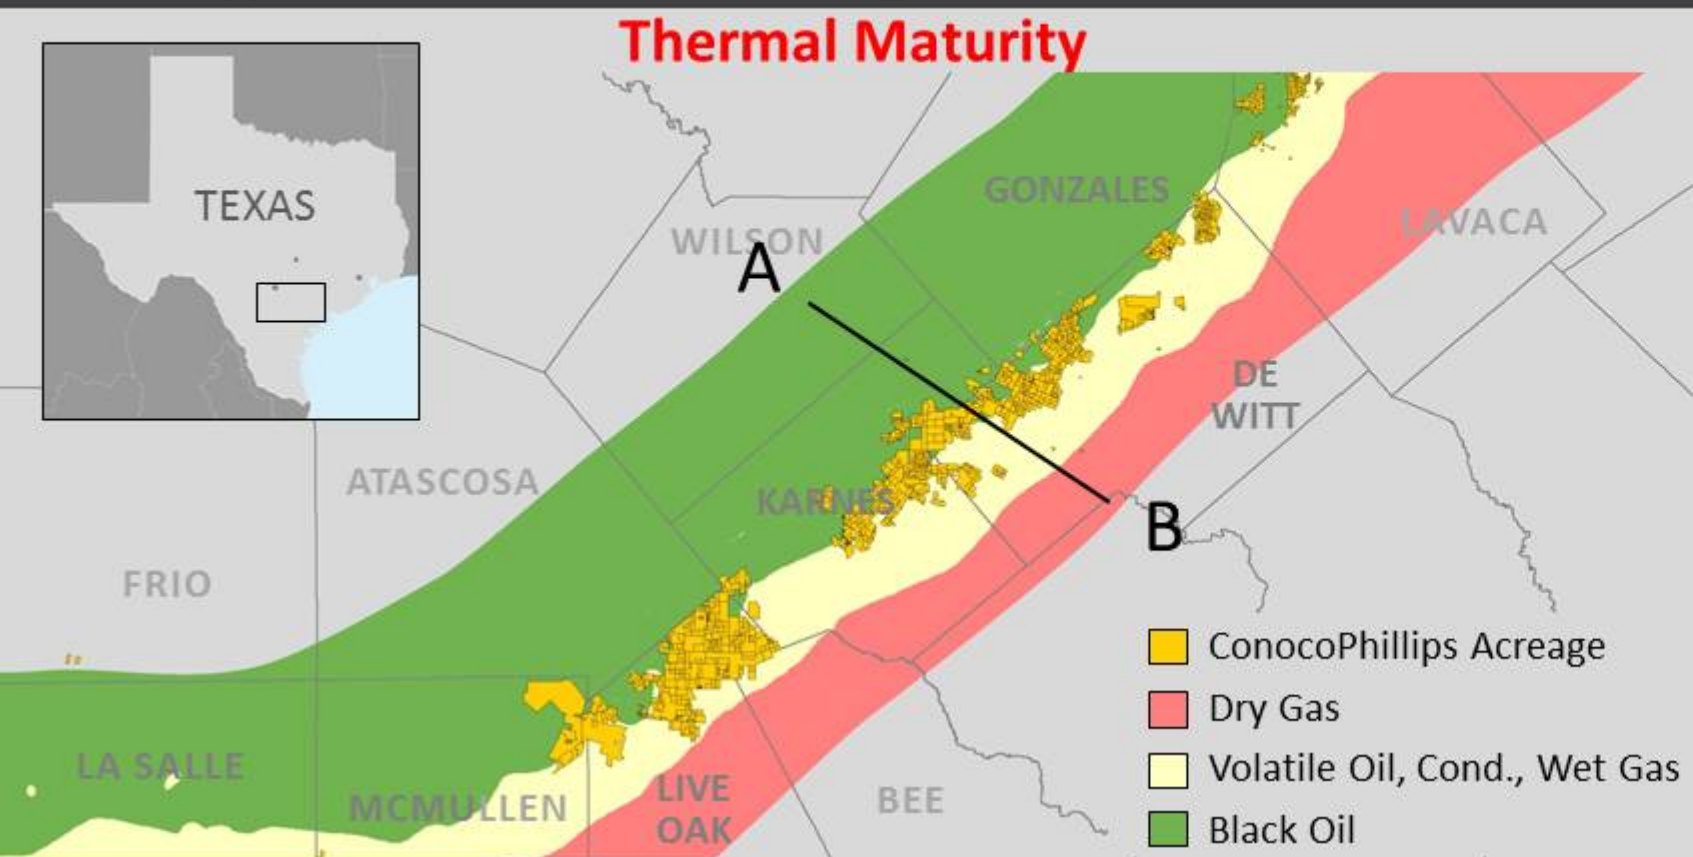 Thermal Maturity
TEXAS
GONZALES
LAVACA
WILSON
A
DE
WITT
ATASCOSA
KARNES
B
FRIO
ConocoPhillips Acreage
Dry Gas
LA SALLE
Volatile Oil, Cond., Wet Gas
MCMULLEN
LIVE
OAK
BEE
Black Oil